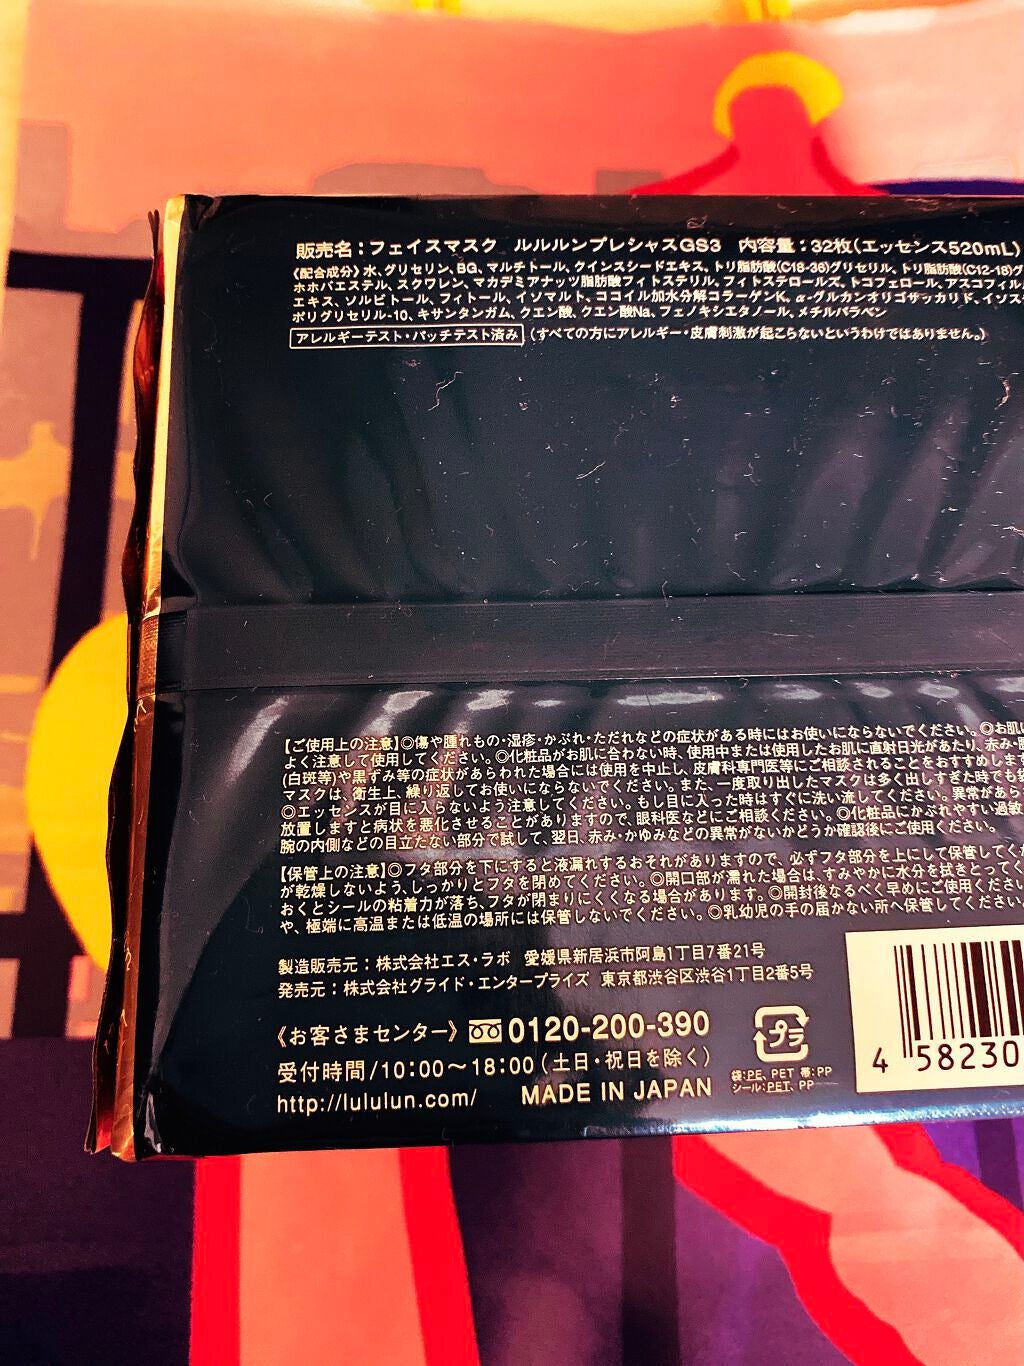 販売名：フェイスマスク ルルルンプレシャスGS3 内容量：32枚(エッセンス520mL)
《配合成分》水、グリセリン、BG、マルチトール、クインスシードエキス、トリ脂肪酸(C18-36)グリセリル、トリ脂肪酸(C12-18)グ
ホホバエステル、スクワレン、マカデミアナッツ脂肪酸フィトステリル、フィトステロールズ、トコフェロール、アスコフィル
エキス、ソルビトール、フィトール、イソマルト、ココイル加水分解コラーゲンK、α-グルカンオリゴサッカリド、イソス
ポリグリセリル-10、キサンタンガム、クエン酸、クエン酸Na、フェノキシエタノール、メチルパラベン
アレルギーテスト・パッチテスト済み (すべての方にアレルギー・皮膚刺激が起こらないというわけではありません。)
【ご使用上の注意】◎傷や腫れもの・湿疹・かぶれ・ただれなどの症状がある時にはお使いにならないでください。◎お肌に
よく注意して使用してください。◎化粧品がお肌に合わない時、使用中または使用したお肌に直射日光があたり、赤み・
(白斑等)や黒ずみ等の症状があらわれた場合には使用を中止し、皮膚科専門医等にご相談されることをおすすめします
マスクは、衛生上、繰り返してお使いにならないでください。また、一度取り出したマスクは多く出しすぎた時でも袋
◎エッセンスが目に入らないよう注意してください。もし目に入った時はすぐに洗い流してください。異常があら
放置しますと病状を悪化させることがありますので、眼科医などにご相談ください。◎化粧品にかぶれやすい過敏
腕の内側などの目立たない部分で試して、翌日、赤み・かゆみなどの異常がないかどうか確認後にご使用ください。
【保管上の注意】◎フタ部分を下にすると液漏れするおそれがありますので、必ずフタ部分を上にして保管してくだ
が乾燥しないよう、しっかりとフタを閉めてください。◎開口部が濡れた場合は、すみやかに水分を拭きとってく
おくとシールの粘着力が落ち、フタが閉まりにくくなる場合があります。◎開封後なるべく早めにご使用ください
や、極端に高温または低温の場所には保管しないでください。◎乳幼児の手の届かない所へ保管してください。
製造販売元：株式会社エス・ラボ 愛媛県新居浜市阿島1丁目7番21号
発売元：株式会社グライド・エンタープライズ 東京都渋谷区渋谷1丁目2番5号
《お客さまセンター》 0120-200-390
受付時間/10:00～18:00(土日・祝日を除く)
http://lululun.com/ MADE IN JAPAN
プラ
袋:PE、PET 帯:PP
シール:PET、PP
4 58230